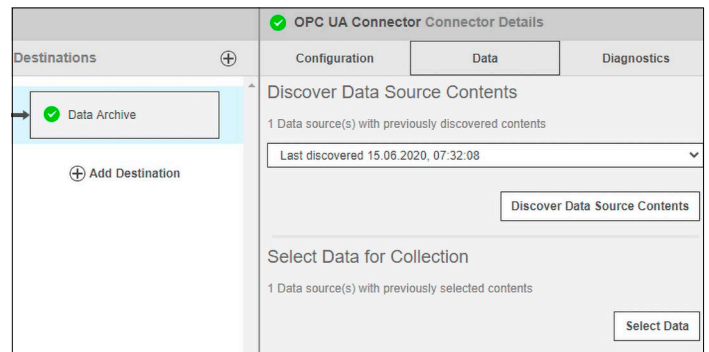 OPC UA Connector Connector Details
Destinations
Configuration
Data
Diagnostics
Data Archive
Add Destination
Discover Data Source Contents
1 Data source(s) with previously discovered contents
Last discovered 15.06.2020, 07:32:08
Discover Data Source Contents
Select Data for Collection
1 Data source(s) with previously selected contents
Select Data